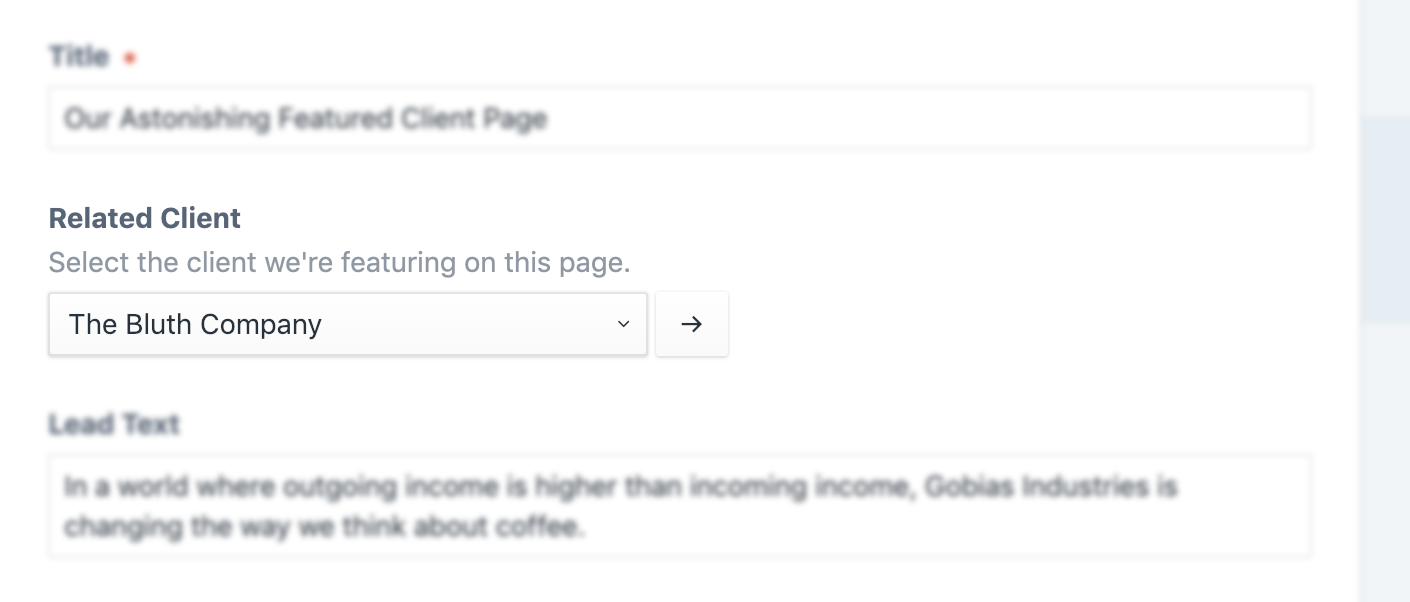 Title
Our Astonishing Featured Client Page
Related Client
Select the client we're featuring on this page.
The Bluth Company
Lead Text
In a world where outgoing income is higher than incoming income, Gobias Industries is
changing the way we think about coffee.